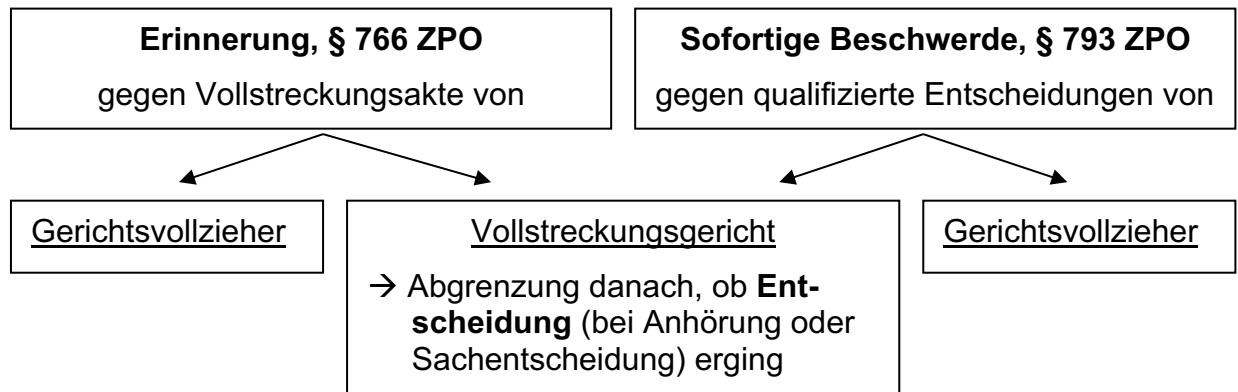 Erinnerung, § 766 ZPO
gegen Vollstreckungsakte von
Sofortige Beschwerde, § 793 ZPO
gegen qualifizierte Entscheidungen von
Gerichtsvollzieher
Vollstreckungsgericht
→ Abgrenzung danach, ob Ent-
scheidung (bei Anhörung oder
Sachentscheidung) erging
Gerichtsvollzieher